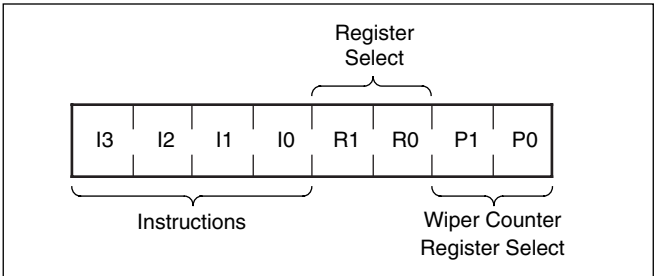 Register
Select
I3 I2 I1 I0 R1 R0 P1 P0
Instructions
Wiper Counter
Register Select